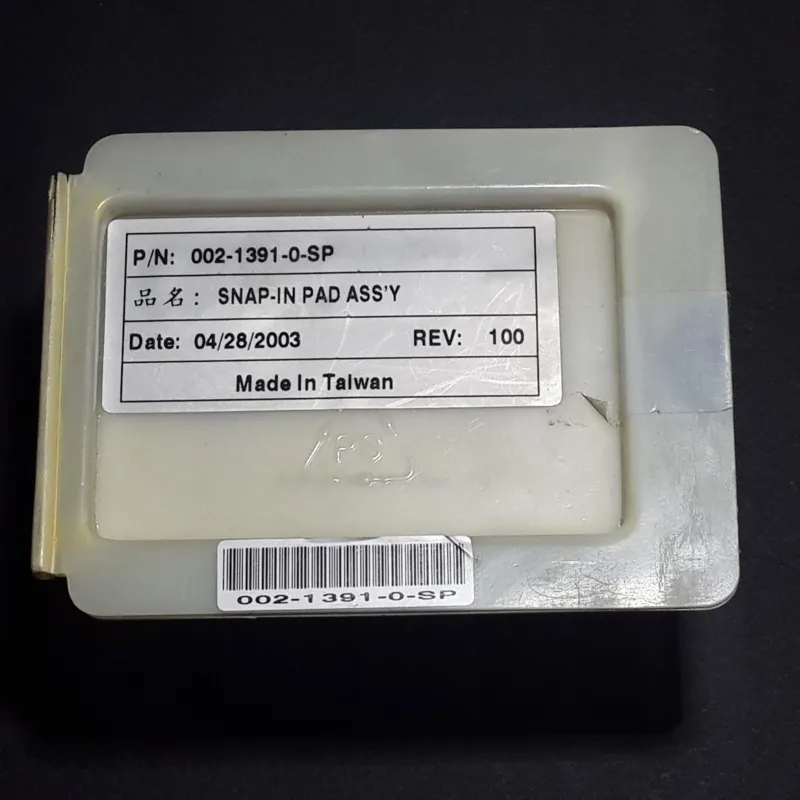 P/N: 002-1391-0-SP
品名: SNAP-IN PAD ASS'Y
Date: 04/28/2003 REV: 100
Made In Taiwan
PC
002-1391-0-SP